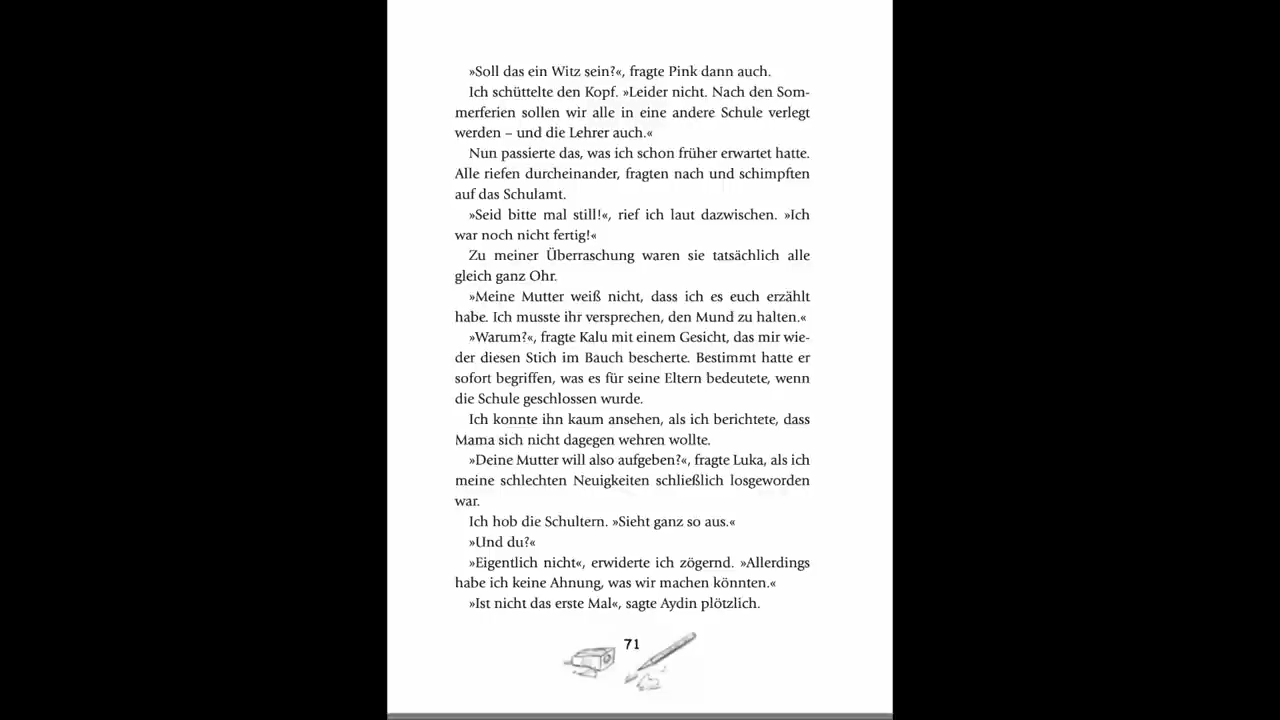 »Soll das ein Witz sein?«, fragte Pink dann auch.
Ich schüttelte den Kopf. »Leider nicht. Nach den Som-
merferien sollen wir alle in eine andere Schule verlegt
werden – und die Lehrer auch.«
Nun passierte das, was ich schon früher erwartet hatte.
Alle riefen durcheinander, fragten nach und schimpften
auf das Schulamt.
»Seid bitte mal still!«, rief ich laut dazwischen. »Ich
war noch nicht fertig!«
Zu meiner Überraschung waren sie tatsächlich alle
gleich ganz Ohr.
»Meine Mutter weiß nicht, dass ich es euch erzählt
habe. Ich musste ihr versprechen, den Mund zu halten.«
»Warum?«, fragte Kalu mit einem Gesicht, das mir wie-
der diesen Stich im Bauch bescherte. Bestimmt hatte er
sofort begriffen, was es für seine Eltern bedeutete, wenn
die Schule geschlossen wurde.
Ich konnte ihn kaum ansehen, als ich berichtete, dass
Mama sich nicht dagegen wehren wollte.
»Deine Mutter will also aufgeben?«, fragte Luka, als ich
meine schlechten Neuigkeiten schließlich losgeworden
war.
Ich hob die Schultern. »Sieht ganz so aus.«
»Und du?«
»Eigentlich nicht«, erwiderte ich zögernd. »Allerdings
habe ich keine Ahnung, was wir machen könnten.«
»Ist nicht das erste Mal«, sagte Aydin plötzlich.
71